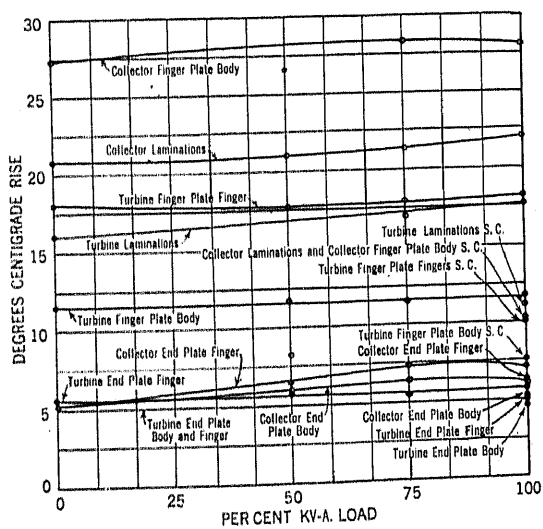 30
25
20
15
10
5
0
DEGREES CENTIGRADE RISE
Collector Finger Plate Body
Collector Laminations
Turbine Finger Plate Finger
Turbine Laminations
Turbine Laminations S. C.
Collector Laminations and Collector Finger Plate Body S. C.
Turbine Finger Plate Fingers S. C.
Turbine Finger Plate Body
Turbine Finger Plate Body S. C
Collector End Plate Finger
Collector End Plate Finger
Turbine End Plate Finger
Turbine End Plate
Body and Finger
Collector End
Plate Body
Collector End Plate Body
Turbine End Plate Finger
Turbine End Plate Body
0
25
50
75
100
PER CENT KV-A. LOAD